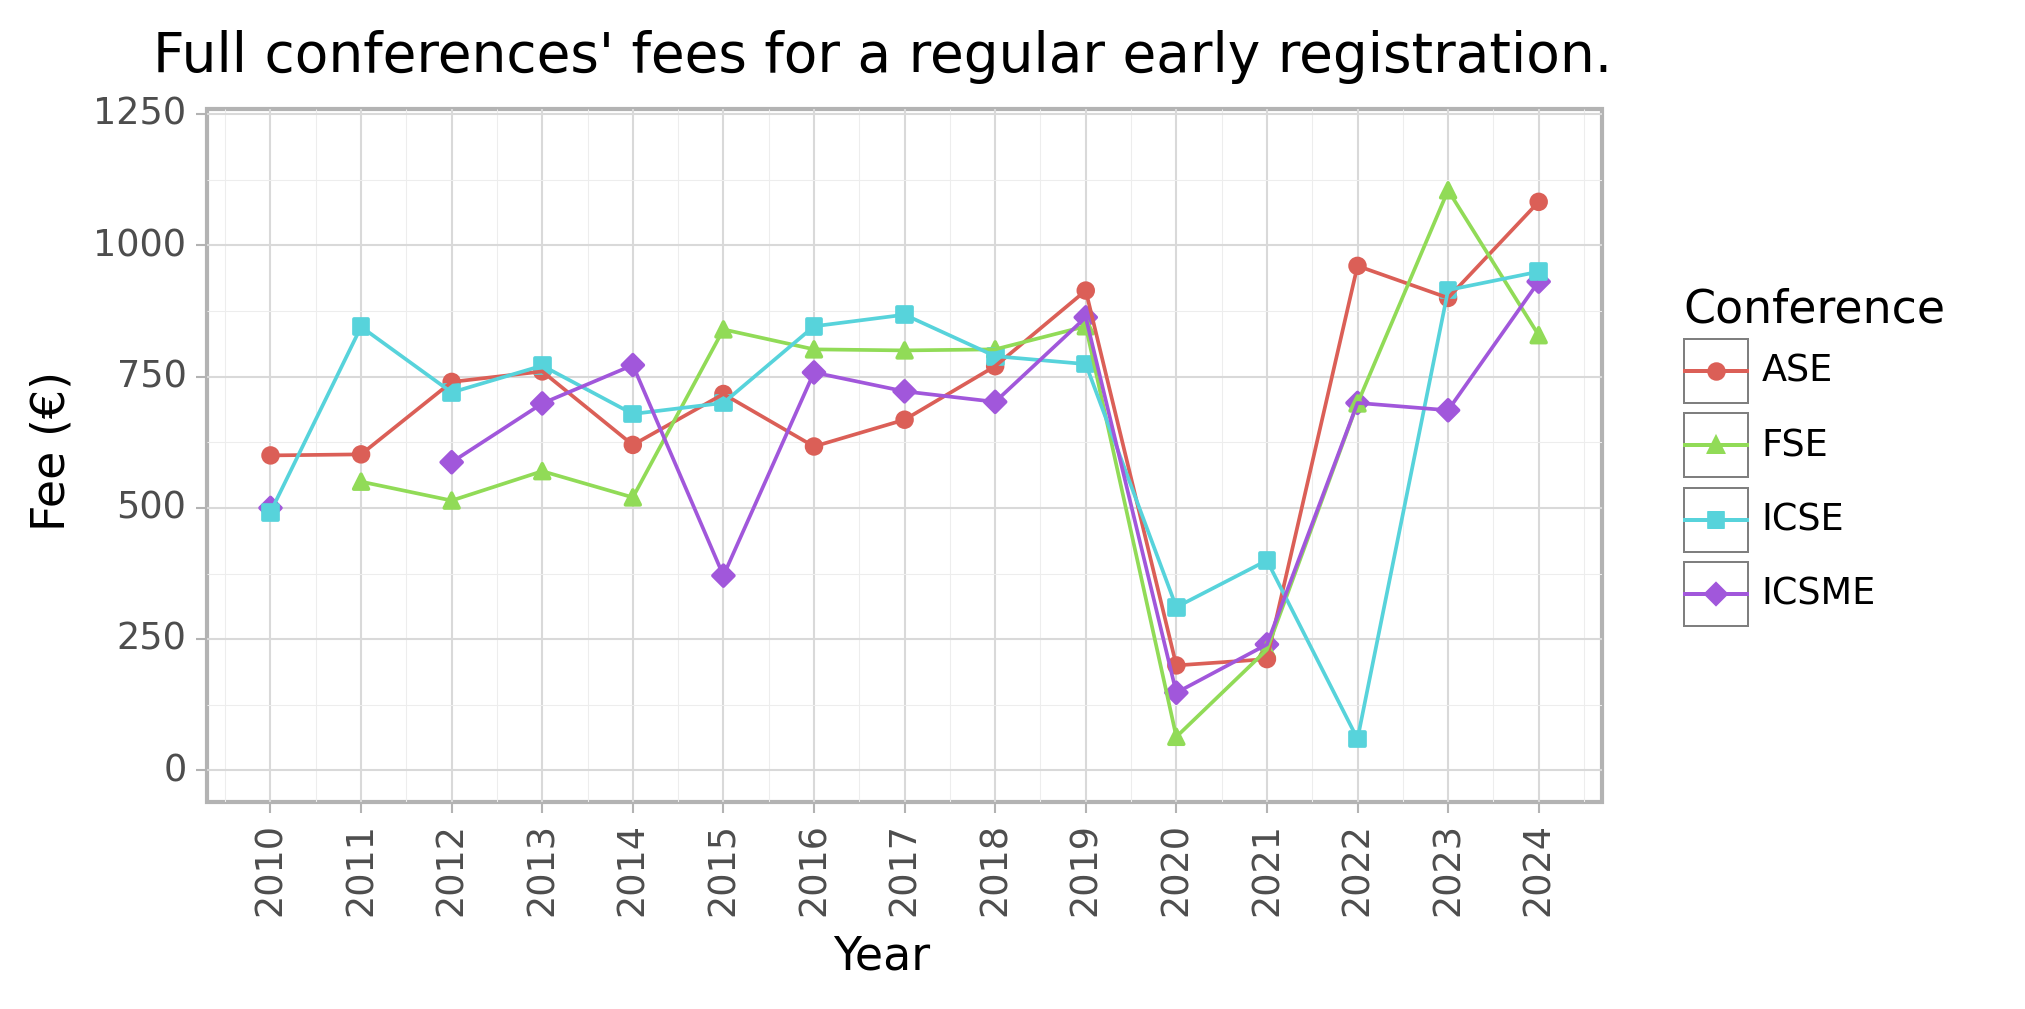 Full conferences' fees for a regular early registration.
1250
1000
750
500
250
0
Fee (€)
2010
2011
2012
2013
2014
2015
2016
2017
2018
2019
2020
2021
2022
2023
2024
Year
Conference
ASE
FSE
ICSE
ICSME